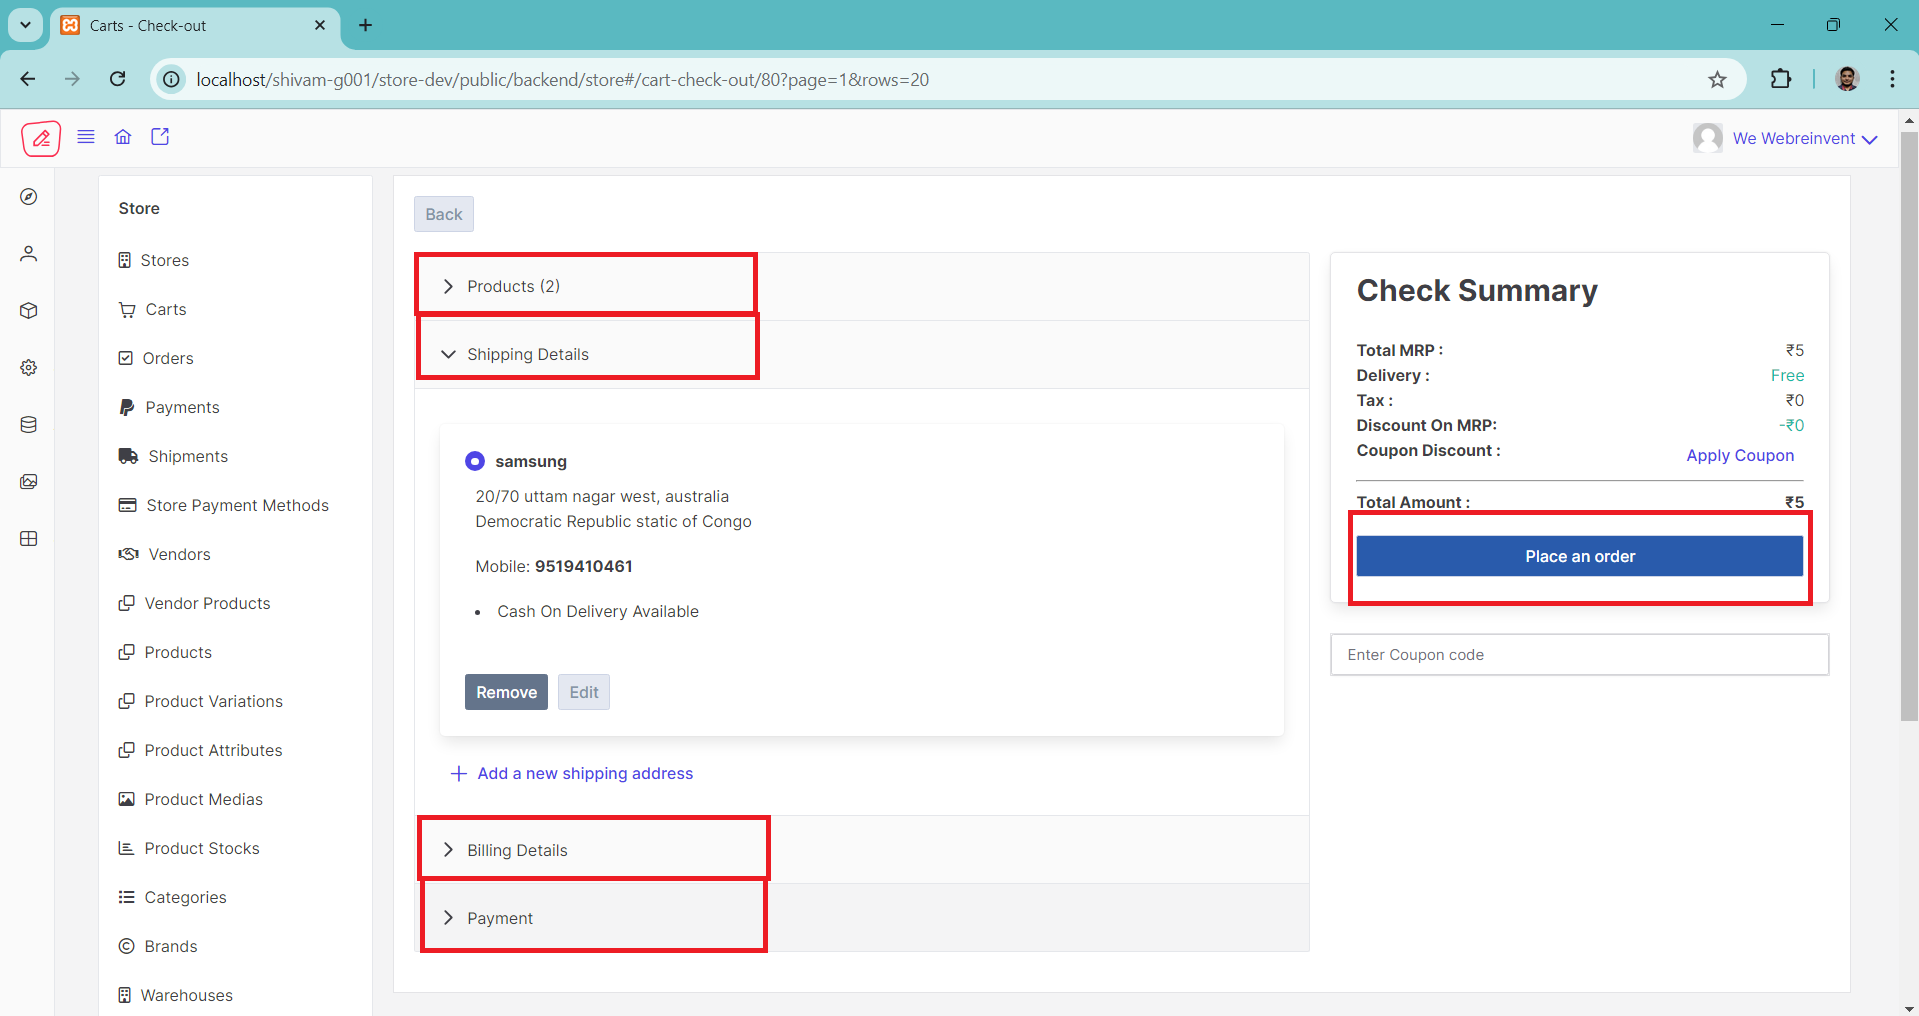 Carts - Check-out
localhost/shivam-g001/store-dev/public/backend/store#/cart-check-out/80?page=1&rows=20
We Webreinvent
Store
Stores
Carts
Orders
Payments
Shipments
Store Payment Methods
Vendors
Vendor Products
Products
Product Variations
Product Attributes
Product Medias
Product Stocks
Categories
Brands
Warehouses
Back
Products (2)
Shipping Details
samsung
20/70 uttam nagar west, australia
Democratic Republic static of Congo
Mobile: 9519410461
• Cash On Delivery Available
Remove Edit
+ Add a new shipping address
Billing Details
Payment
Check Summary
Total MRP : ₹5
Delivery : Free
Tax : ₹0
Discount On MRP: -₹0
Coupon Discount : Apply Coupon
Total Amount : ₹5
Place an order
Enter Coupon code